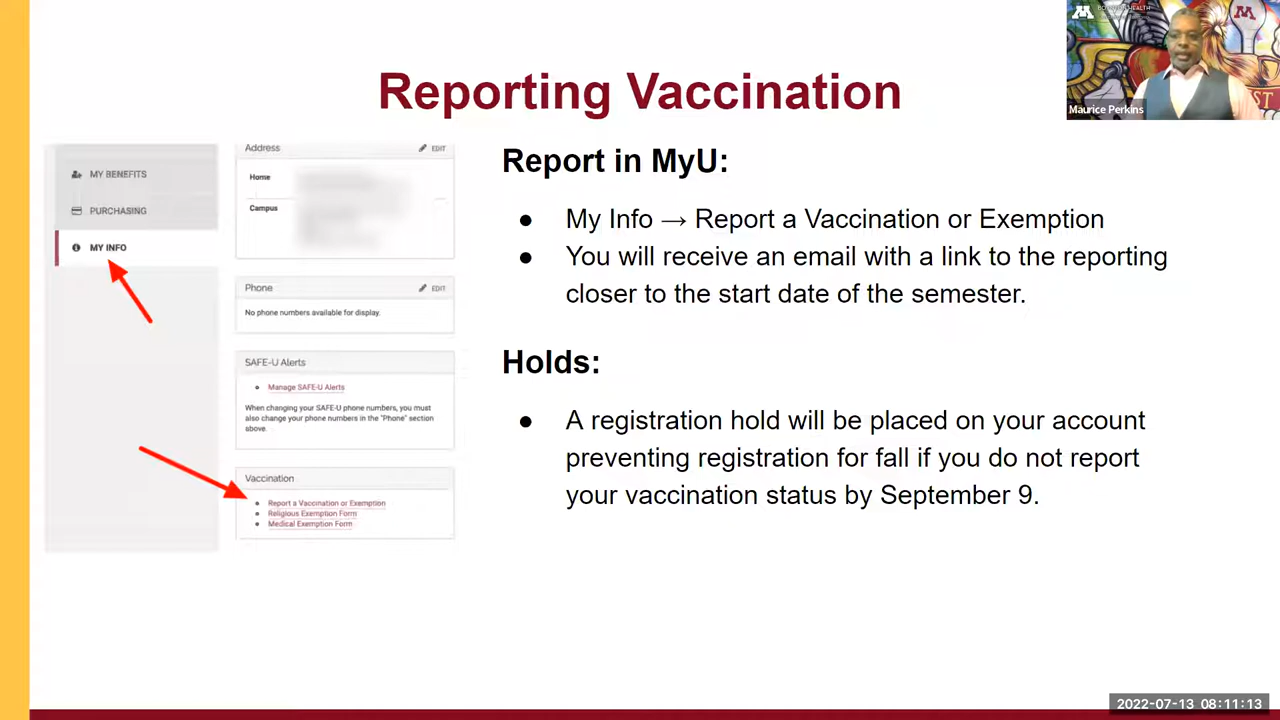 Reporting Vaccination
Maurice Perkins
MY BENEFITS
PURCHASING
MY INFO
Address
EDIT
Home
Campus
Phone
EDIT
No phone numbers available for display.
SAFE-U Alerts
Manage SAFE-U Alerts
When changing your SAFE-U phone numbers, you must
also change your phone numbers in the "Phone" section
above.
Vaccination
Report a Vaccination or Exemption
Religious Exemption Form
Medical Exemption Form
Report in MyU:
● My Info → Report a Vaccination or Exemption
● You will receive an email with a link to the reporting
closer to the start date of the semester.
Holds:
● A registration hold will be placed on your account
preventing registration for fall if you do not report
your vaccination status by September 9.
2022-07-13 08:11:13